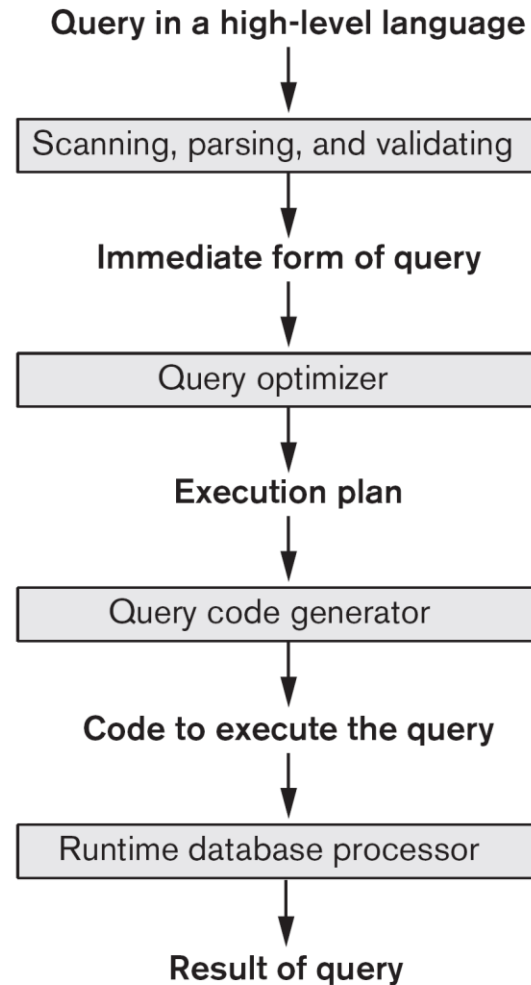 Query in a high-level language
Scanning, parsing, and validating
Immediate form of query
Query optimizer
Execution plan
Query code generator
Code to execute the query
Runtime database processor
Result of query